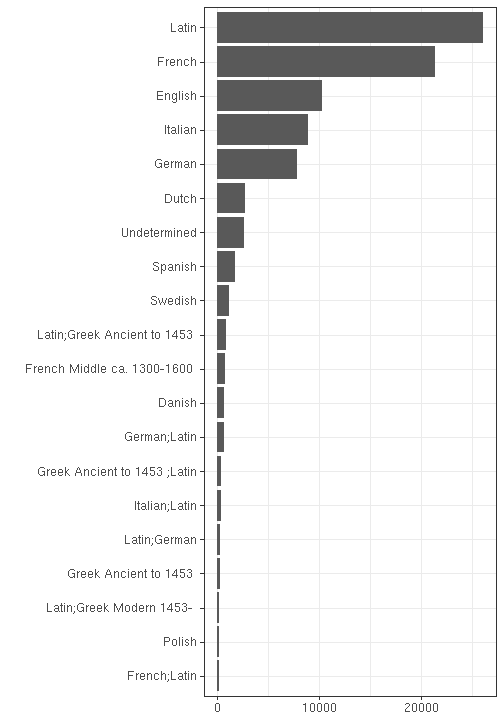 Latin
French
English
Italian
German
Dutch
Undetermined
Spanish
Swedish
Latin;Greek Ancient to 1453
French Middle ca. 1300-1600
Danish
German;Latin
Greek Ancient to 1453 ;Latin
Italian;Latin
Latin;German
Greek Ancient to 1453
Latin;Greek Modern 1453-
Polish
French;Latin
0 10000 20000